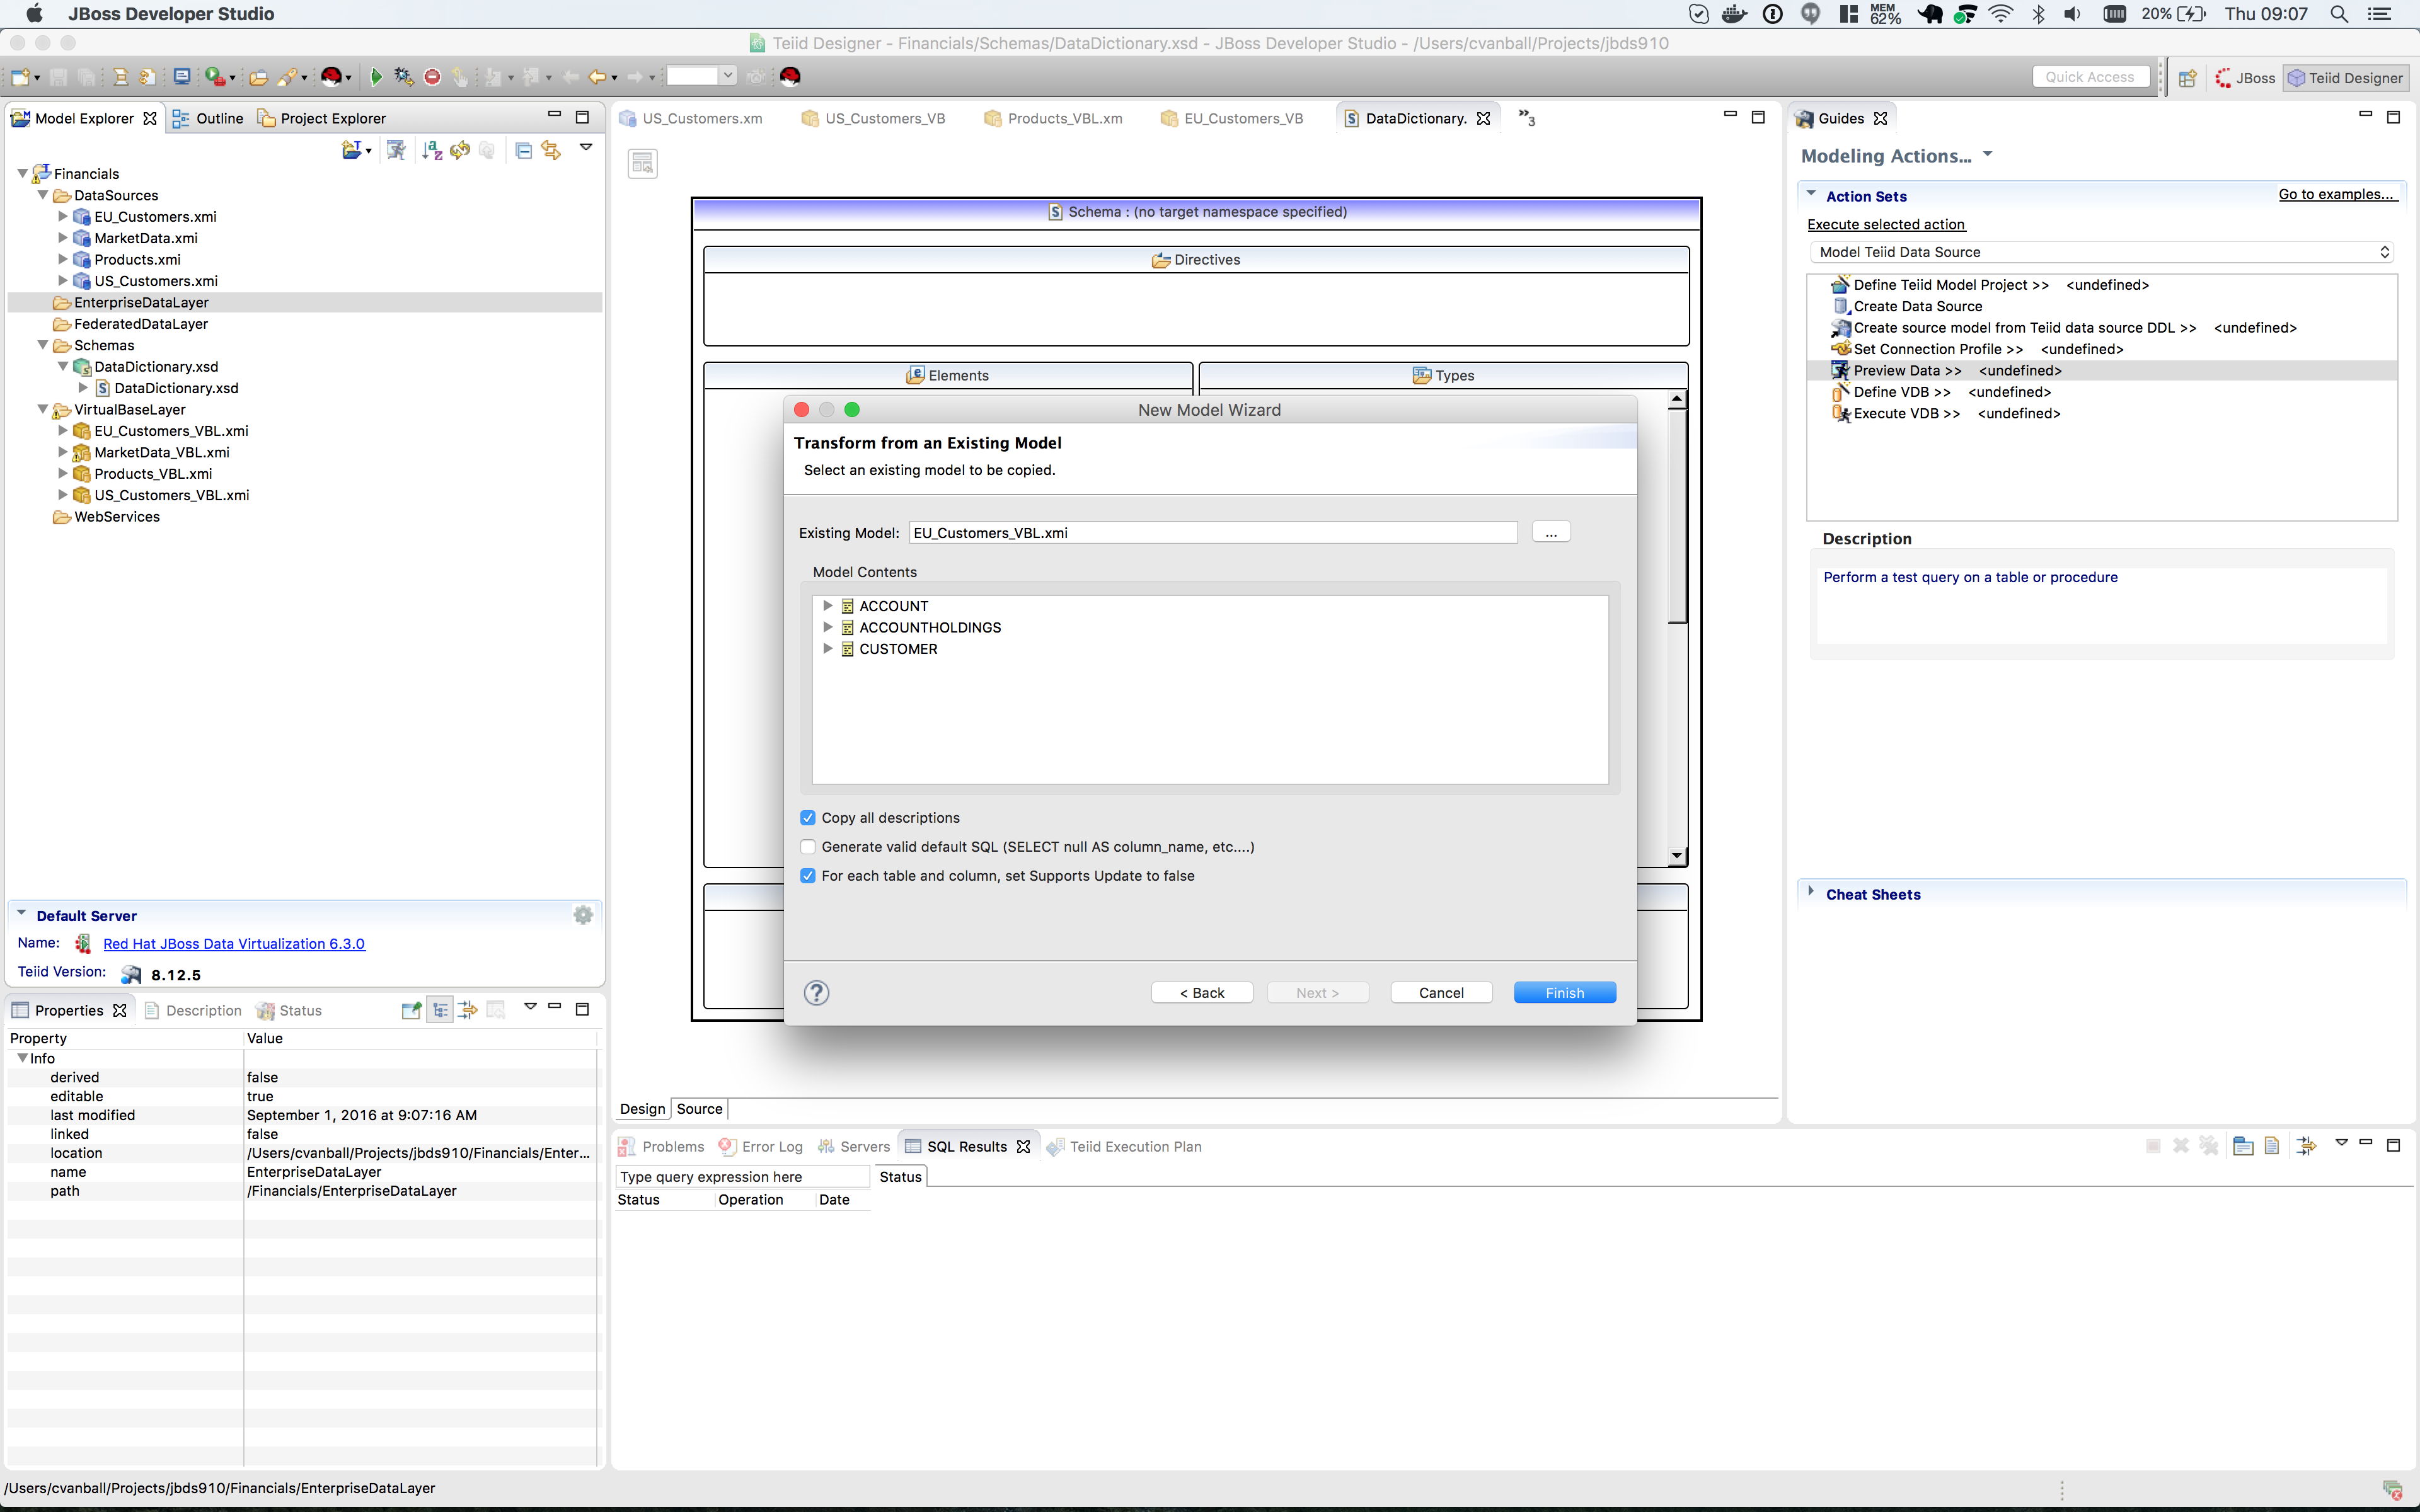 JBoss Developer Studio
MEM 62%
20%
Thu 09:07
Teiid Designer - Financials/Schemas/DataDictionary.xsd - JBoss Developer Studio - /Users/cvanball/Projects/jbds910
Quick Access
JBoss
Teiid Designer
Model Explorer
Outline
Project Explorer
Financials
DataSources
EU_Customers.xmi
MarketData.xmi
Products.xmi
US_Customers.xmi
EnterpriseDataLayer
FederatedDataLayer
Schemas
DataDictionary.xsd
DataDictionary.xsd
VirtualBaseLayer
EU_Customers_VBL.xmi
MarketData_VBL.xmi
Products_VBL.xmi
US_Customers_VBL.xmi
WebServices
Default Server
Name: Red Hat JBoss Data Virtualization 6.3.0
Teiid Version: 8.12.5
Properties
Description
Status
Property Value
Info
derived false
editable true
last modified September 1, 2016 at 9:07:16 AM
linked false
location /Users/cvanball/Projects/jbds910/Financials/Enter...
name EnterpriseDataLayer
path /Financials/EnterpriseDataLayer
US_Customers.xm
US_Customers_VB
Products_VBL.xm
EU_Customers_VB
DataDictionary.
»3
Schema : (no target namespace specified)
Directives
Elements
Types
New Model Wizard
Transform from an Existing Model
Select an existing model to be copied.
Existing Model: EU_Customers_VBL.xmi ...
Model Contents
ACCOUNT
ACCOUNTHOLDINGS
CUSTOMER
Copy all descriptions
Generate valid default SQL (SELECT null AS column_name, etc....)
For each table and column, set Supports Update to false
?
< Back
Next >
Cancel
Finish
Design
Source
Problems
Error Log
Servers
SQL Results
Teiid Execution Plan
Type query expression here
Status
Status Operation Date
Guides
Modeling Actions...
Action Sets
Go to examples...
Execute selected action
Model Teiid Data Source
Define Teiid Model Project >> <undefined>
Create Data Source
Create source model from Teiid data source DDL >> <undefined>
Set Connection Profile >> <undefined>
Preview Data >> <undefined>
Define VDB >> <undefined>
Execute VDB >> <undefined>
Description
Perform a test query on a table or procedure
Cheat Sheets
/Users/cvanball/Projects/jbds910/Financials/EnterpriseDataLayer